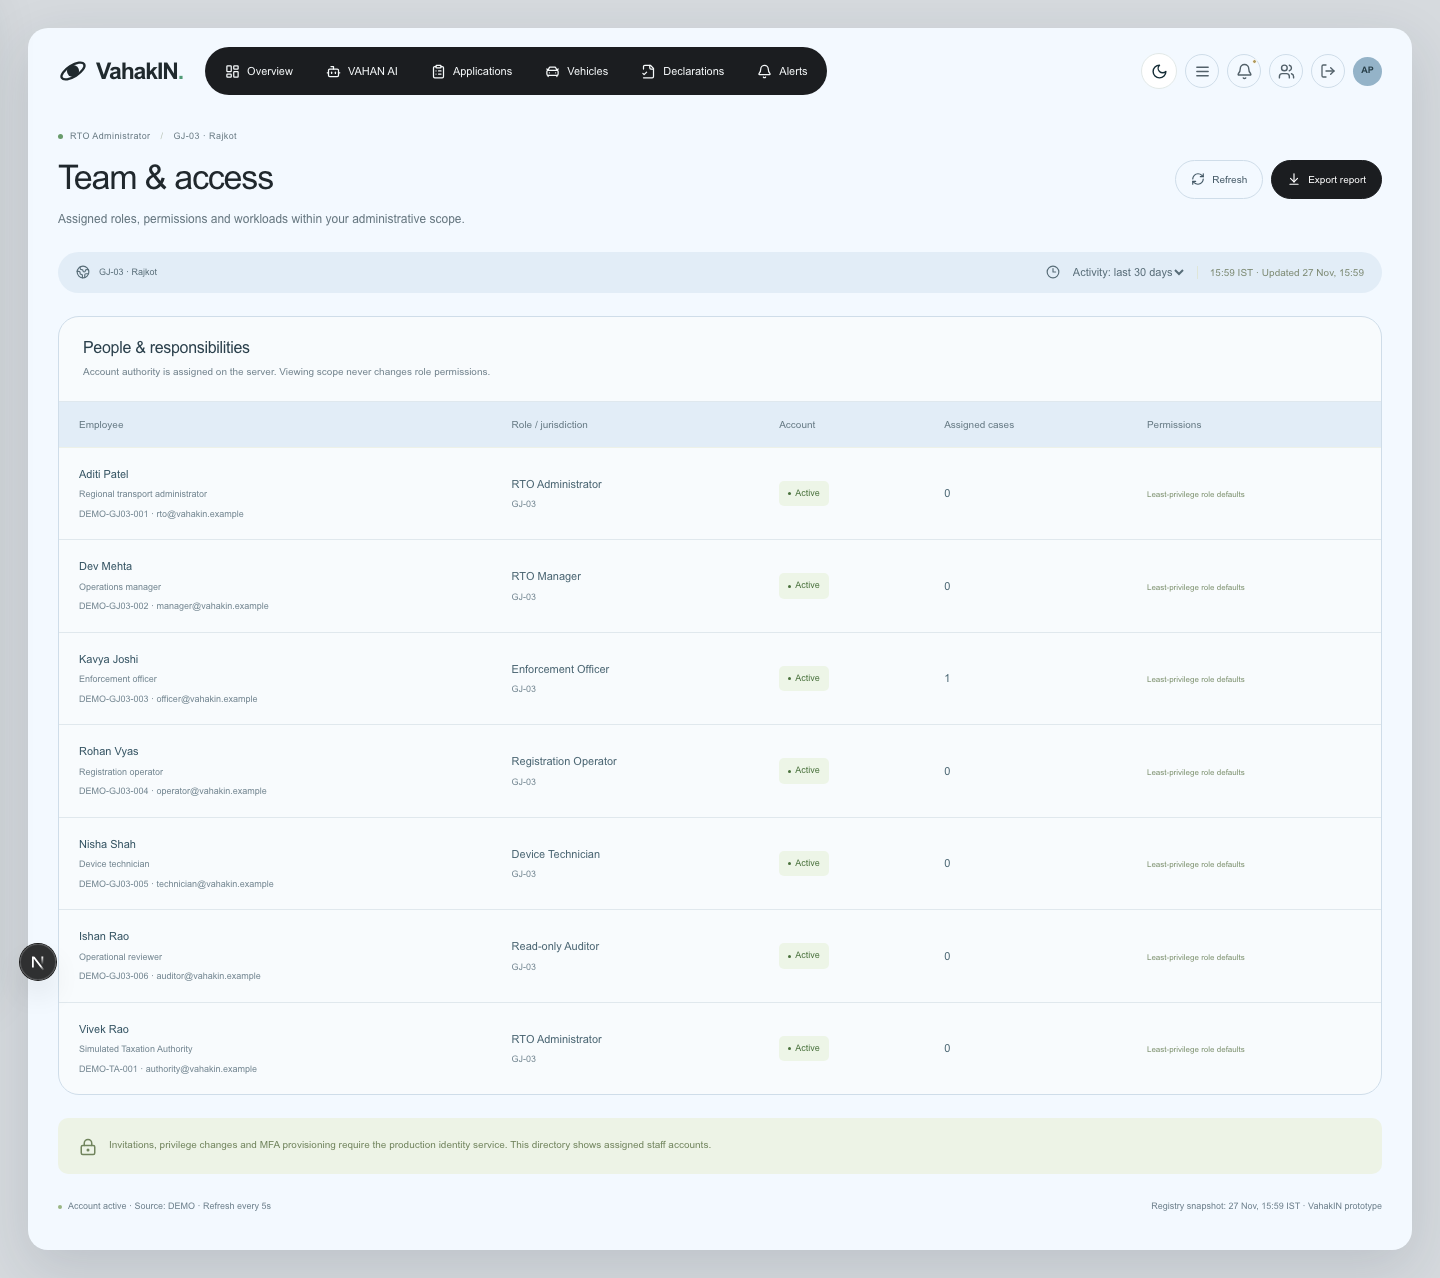 VahakIN.
Overview
VAHAN AI
Applications
Vehicles
Declarations
Alerts
AP
RTO Administrator / GJ-03 · Rajkot
Team & access
Refresh
Export report
Assigned roles, permissions and workloads within your administrative scope.
GJ-03 · Rajkot
Activity: last 30 days
15:59 IST · Updated 27 Nov, 15:59
People & responsibilities
Account authority is assigned on the server. Viewing scope never changes role permissions.
Employee
Role / jurisdiction
Account
Assigned cases
Permissions
Aditi Patel
Regional transport administrator
DEMO-GJ03-001 · rto@vahakin.example
RTO Administrator
GJ-03
Active
0
Least-privilege role defaults
Dev Mehta
Operations manager
DEMO-GJ03-002 · manager@vahakin.example
RTO Manager
GJ-03
Active
0
Least-privilege role defaults
Kavya Joshi
Enforcement officer
DEMO-GJ03-003 · officer@vahakin.example
Enforcement Officer
GJ-03
Active
1
Least-privilege role defaults
Rohan Vyas
Registration operator
DEMO-GJ03-004 · operator@vahakin.example
Registration Operator
GJ-03
Active
0
Least-privilege role defaults
Nisha Shah
Device technician
DEMO-GJ03-005 · technician@vahakin.example
Device Technician
GJ-03
Active
0
Least-privilege role defaults
Ishan Rao
Operational reviewer
DEMO-GJ03-006 · auditor@vahakin.example
Read-only Auditor
GJ-03
Active
0
Least-privilege role defaults
N
Vivek Rao
Simulated Taxation Authority
DEMO-TA-001 · authority@vahakin.example
RTO Administrator
GJ-03
Active
0
Least-privilege role defaults
Invitations, privilege changes and MFA provisioning require the production identity service. This directory shows assigned staff accounts.
Account active · Source: DEMO · Refresh every 5s
Registry snapshot: 27 Nov, 15:59 IST · VahakIN prototype